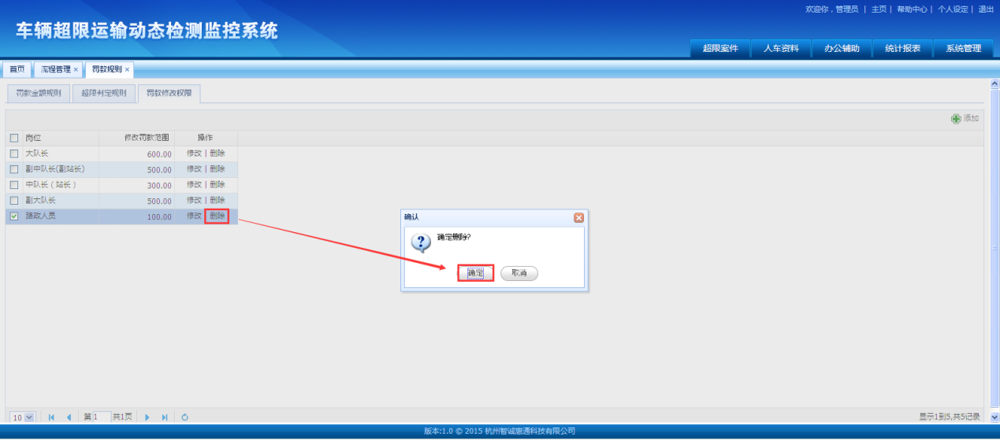 欢迎你，管理员 | 主页 | 帮助中心 | 个人设定 | 退出
车辆超限运输动态检测监控系统
超限案件 人车资料 办公辅助 统计报表 系统管理
首页 流程管理 × 罚款规则 ×
罚款金额规则 超限判定规则 罚款修改权限
添加
岗位 修改罚款范围 操作
大队长 600.00 修改 | 删除
副中队长(副站长) 500.00 修改 | 删除
中队长（站长） 300.00 修改 | 删除
副大队长 500.00 修改 | 删除
路政人员 100.00 修改 删除
确认
确定删除?
确定 取消
10 第 1 共1页 显示1到5,共5记录
版本:1.0 © 2015 杭州智诚惠通科技有限公司